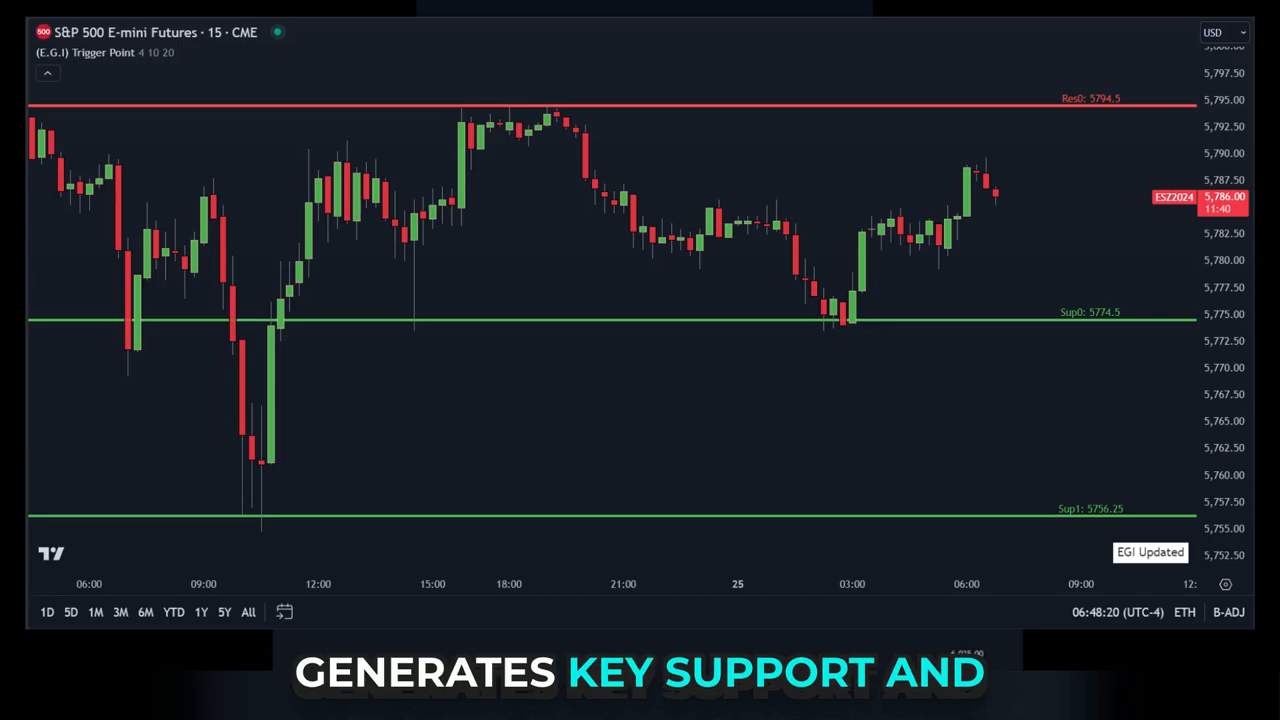 500 S&P 500 E-mini Futures · 15 · CME
USD
(E.G.I) Trigger Point 4 10 20
5,797.50
Res0: 5794.5
5,795.00
5,792.50
5,790.00
5,787.50
ESZ2024 5,786.00
11:40
5,782.50
5,780.00
5,777.50
Sup0: 5774.5
5,775.00
5,772.50
5,770.00
5,767.50
5,765.00
5,762.50
5,760.00
5,757.50
Sup1: 5756.25
5,755.00
EGI Updated
5,752.50
06:00 09:00 12:00 15:00 18:00 21:00 25 03:00 06:00 09:00 12:
1D 5D 1M 3M 6M YTD 1Y 5Y All 06:48:20 (UTC-4) ETH B-ADJ
GENERATES KEY SUPPORT AND